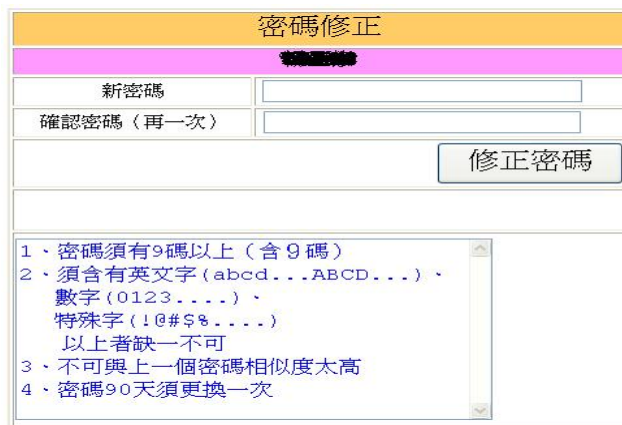 密碼修正
新密碼
確認密碼（再一次）
修正密碼
1、密碼須有9碼以上（含９碼）
2、須含有英文字(abcd...ABCD...)、
數字(0123....)、
特殊字(!@#$%....)
以上者缺一不可
3、不可與上一個密碼相似度太高
4、密碼90天須更換一次